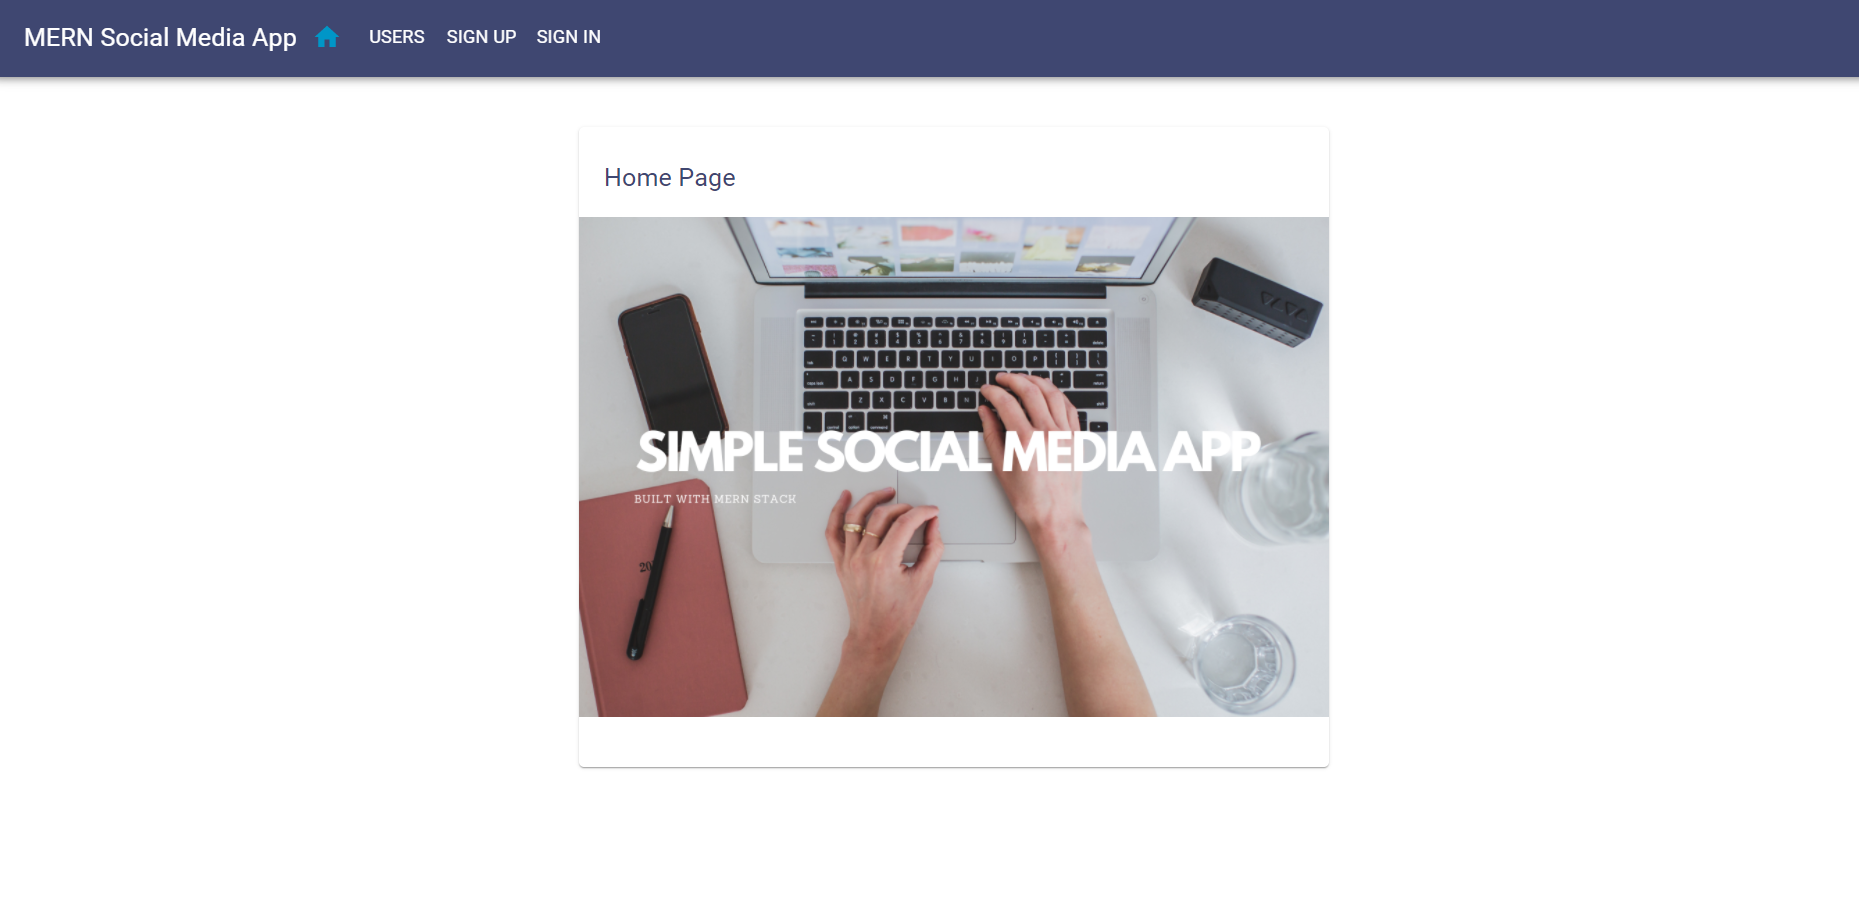 MERN Social Media App USERS SIGN UP SIGN IN
Home Page
SIMPLE SOCIAL MEDIA APP
BUILT WITH MERN STACK
20